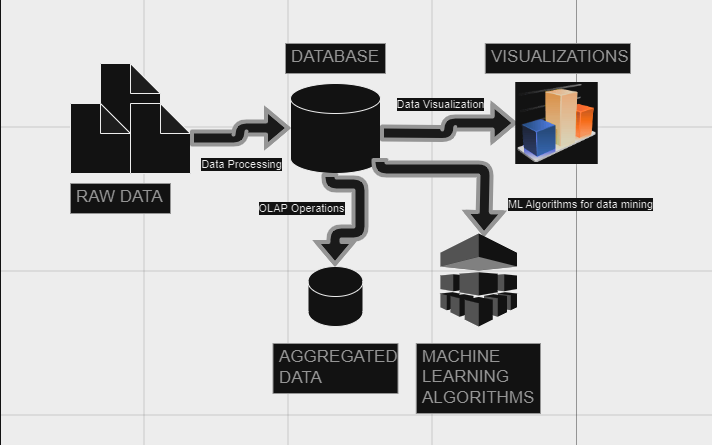 DATABASE
VISUALIZATIONS
Data Visualization
Data Processing
RAW DATA
OLAP Operations
ML Algorithms for data mining
AGGREGATED
DATA
MACHINE
LEARNING
ALGORITHMS